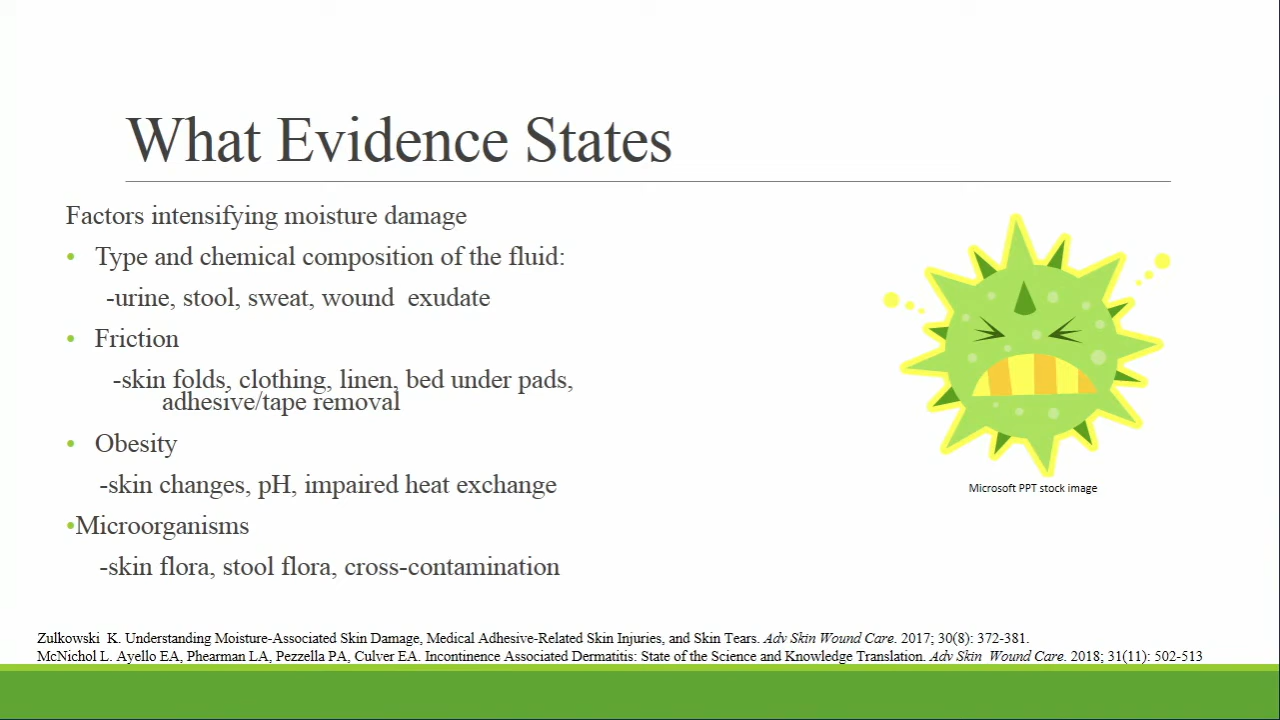 What Evidence States
Factors intensifying moisture damage
• Type and chemical composition of the fluid:
-urine, stool, sweat, wound exudate
• Friction
-skin folds, clothing, linen, bed under pads,
adhesive/tape removal
• Obesity
-skin changes, pH, impaired heat exchange
•Microorganisms
-skin flora, stool flora, cross-contamination
Microsoft PPT stock image
Zulkowski K. Understanding Moisture-Associated Skin Damage, Medical Adhesive-Related Skin Injuries, and Skin Tears. Adv Skin Wound Care. 2017; 30(8): 372-381.
McNichol L. Ayello EA, Phearman LA, Pezzella PA, Culver EA. Incontinence Associated Dermatitis: State of the Science and Knowledge Translation. Adv Skin Wound Care. 2018; 31(11): 502-513